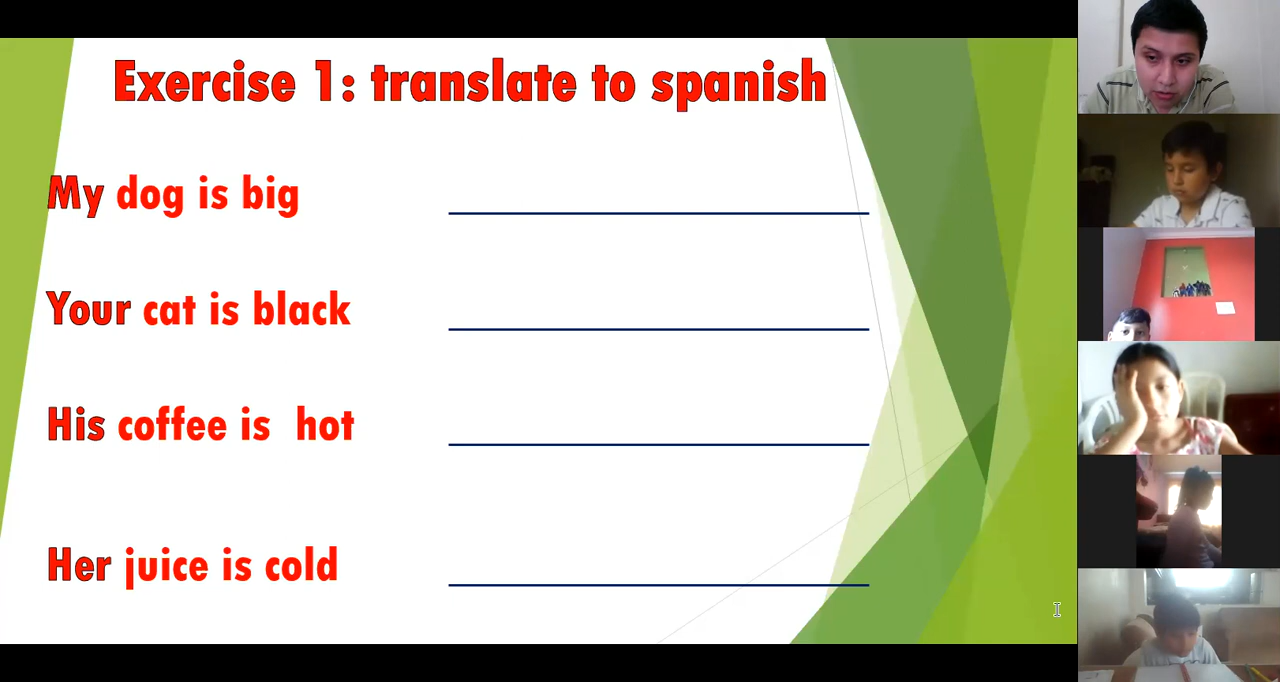 Exercise 1: translate to spanish
My dog is big
Your cat is black
His coffee is hot
Her juice is cold